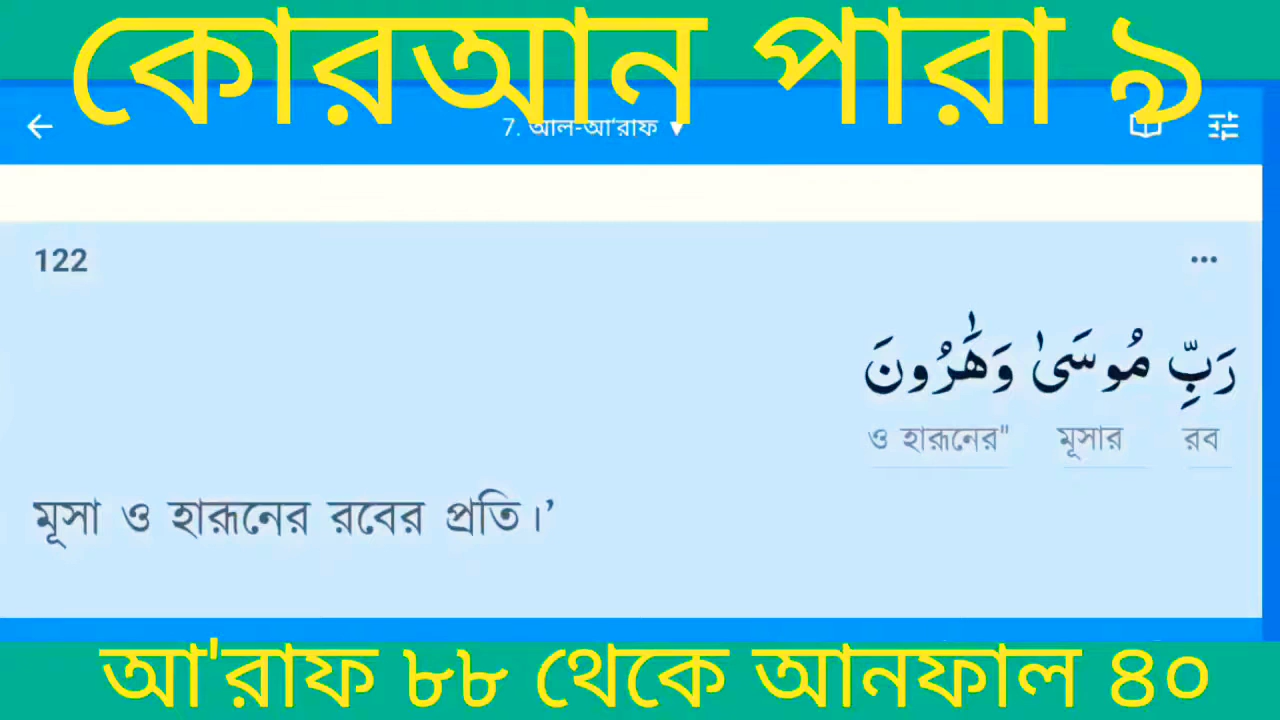 কোরআন পারা ৯
7. আল-আ'রাফ ▼
122
رَبِّ مُوسَىٰ وَهَٰرُونَ
ও হারূনের" মূসার রব
মূসা ও হারূনের রবের প্রতি।’
আ'রাফ ৮৮ থেকে আনফাল ৪০